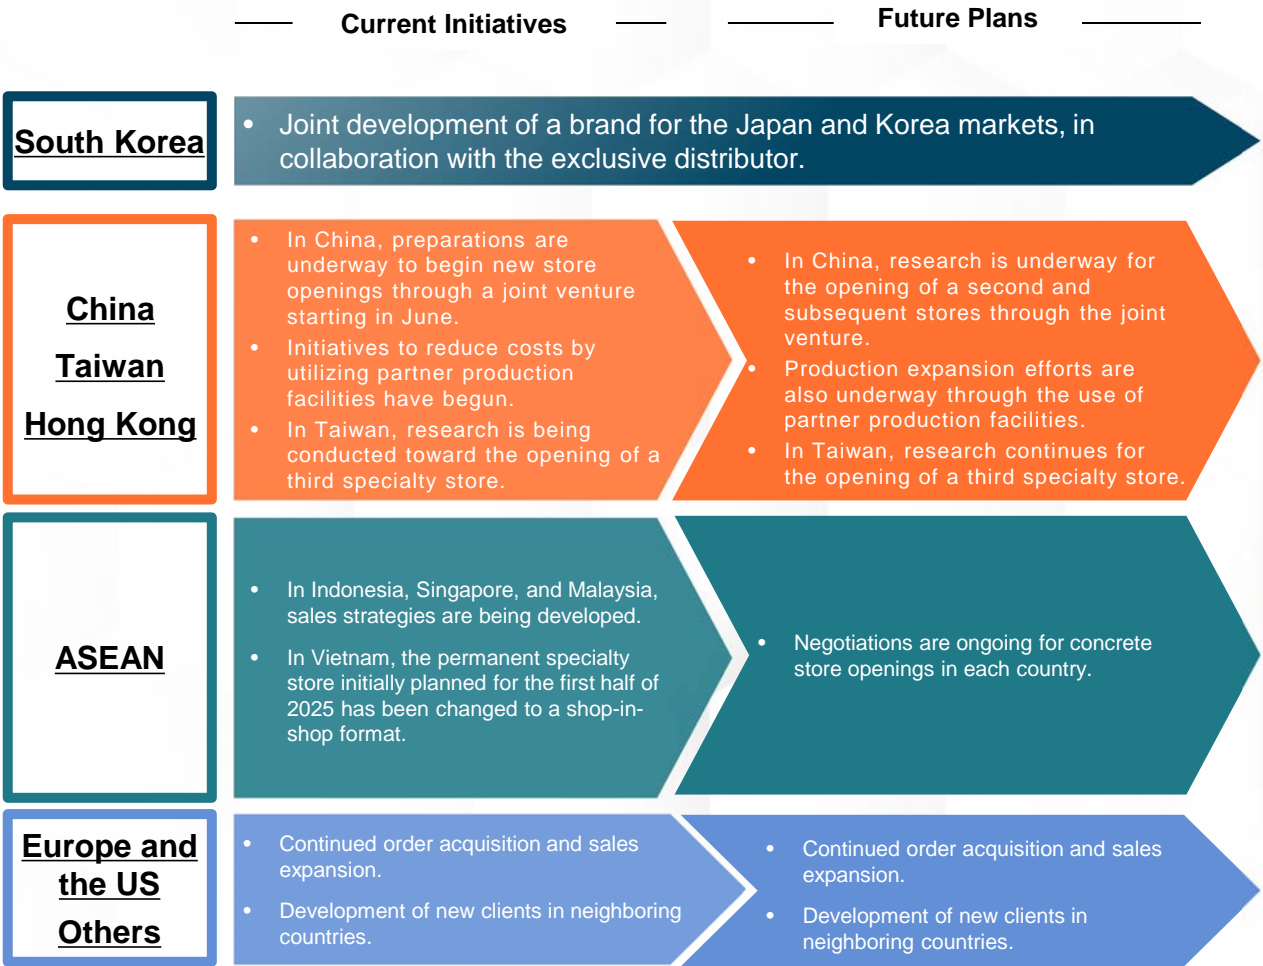 Current Initiatives
Future Plans
South Korea
• Joint development of a brand for the Japan and Korea markets, in
collaboration with the exclusive distributor.
China
Taiwan
Hong Kong
• In China, preparations are
underway to begin new store
openings through a joint venture
starting in June.
• Initiatives to reduce costs by
utilizing partner production
facilities have begun.
• In Taiwan, research is being
conducted toward the opening of a
third specialty store.
• In China, research is underway for
the opening of a second and
subsequent stores through the joint
venture.
• Production expansion efforts are
also underway through the use of
partner production facilities.
• In Taiwan, research continues for
the opening of a third specialty store.
ASEAN
• In Indonesia, Singapore, and Malaysia,
sales strategies are being developed.
• In Vietnam, the permanent specialty
store initially planned for the first half of
2025 has been changed to a shop-in-
shop format.
• Negotiations are ongoing for concrete
store openings in each country.
Europe and
the US
Others
• Continued order acquisition and sales
expansion.
• Development of new clients in neighboring
countries.
• Continued order acquisition and sales
expansion.
• Development of new clients in
neighboring countries.